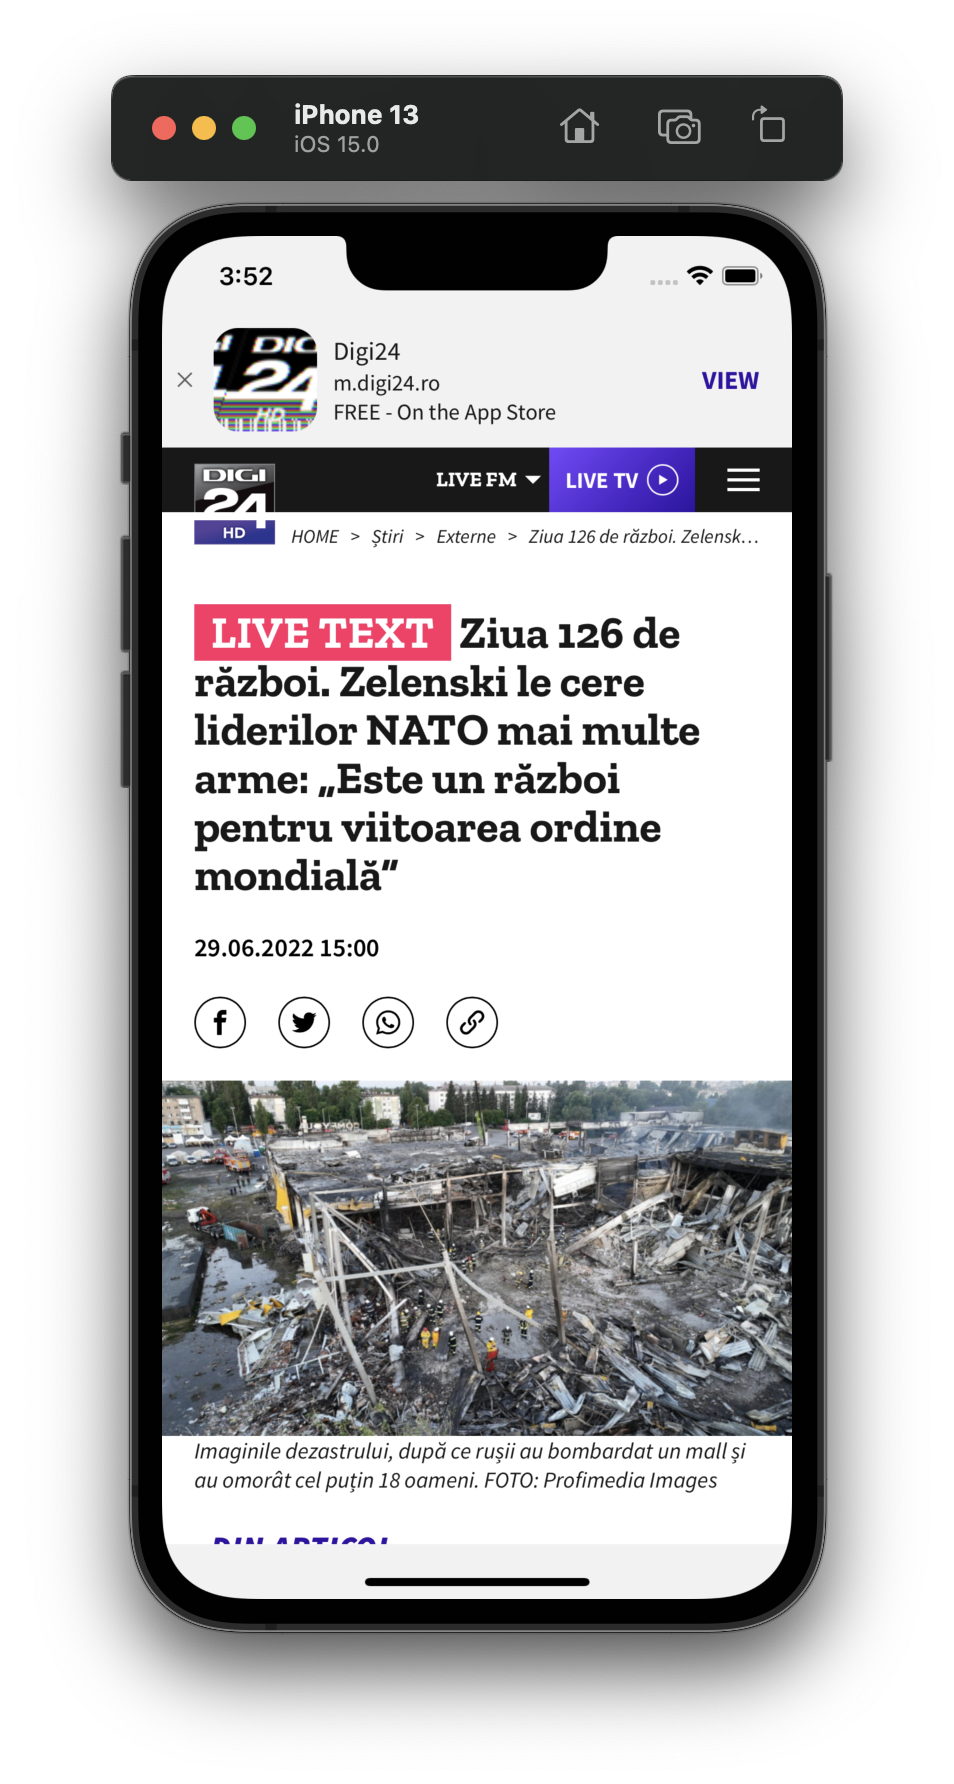 iPhone 13
iOS 15.0
3:52
DIGI
24
HD
Digi24
m.digi24.ro
FREE - On the App Store
VIEW
DIGI
24
HD
LIVE FM
LIVE TV
HOME > Știri > Externe > Ziua 126 de război. Zelensk...
LIVE TEXT Ziua 126 de
război. Zelenski le cere
liderilor NATO mai multe
arme: „Este un război
pentru viitoarea ordine
mondială”
29.06.2022 15:00
Imaginile dezastrului, după ce rușii au bombardat un mall și
au omorât cel puțin 18 oameni. FOTO: Profimedia Images
DIN ARTICOL